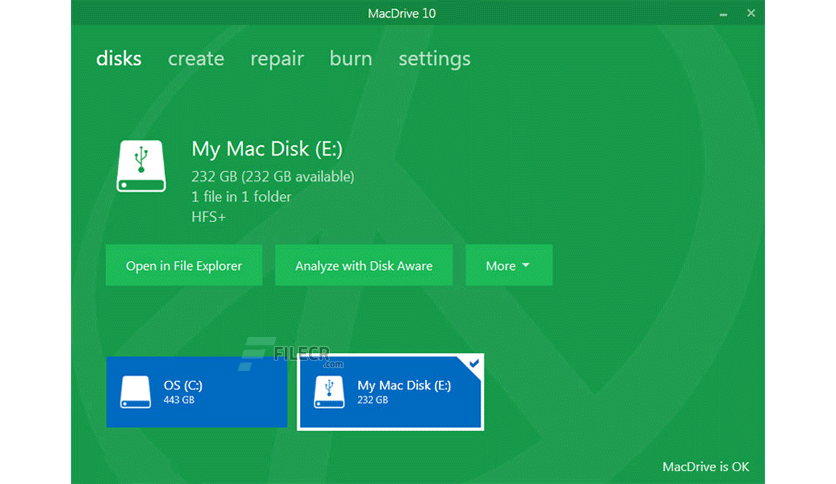 MacDrive 10
disks create repair burn settings
My Mac Disk (E:)
232 GB (232 GB available)
1 file in 1 folder
HFS+
Open in File Explorer Analyze with Disk Aware More
FILECR
.com
OS (C:) My Mac Disk (E:)
443 GB 232 GB
MacDrive is OK